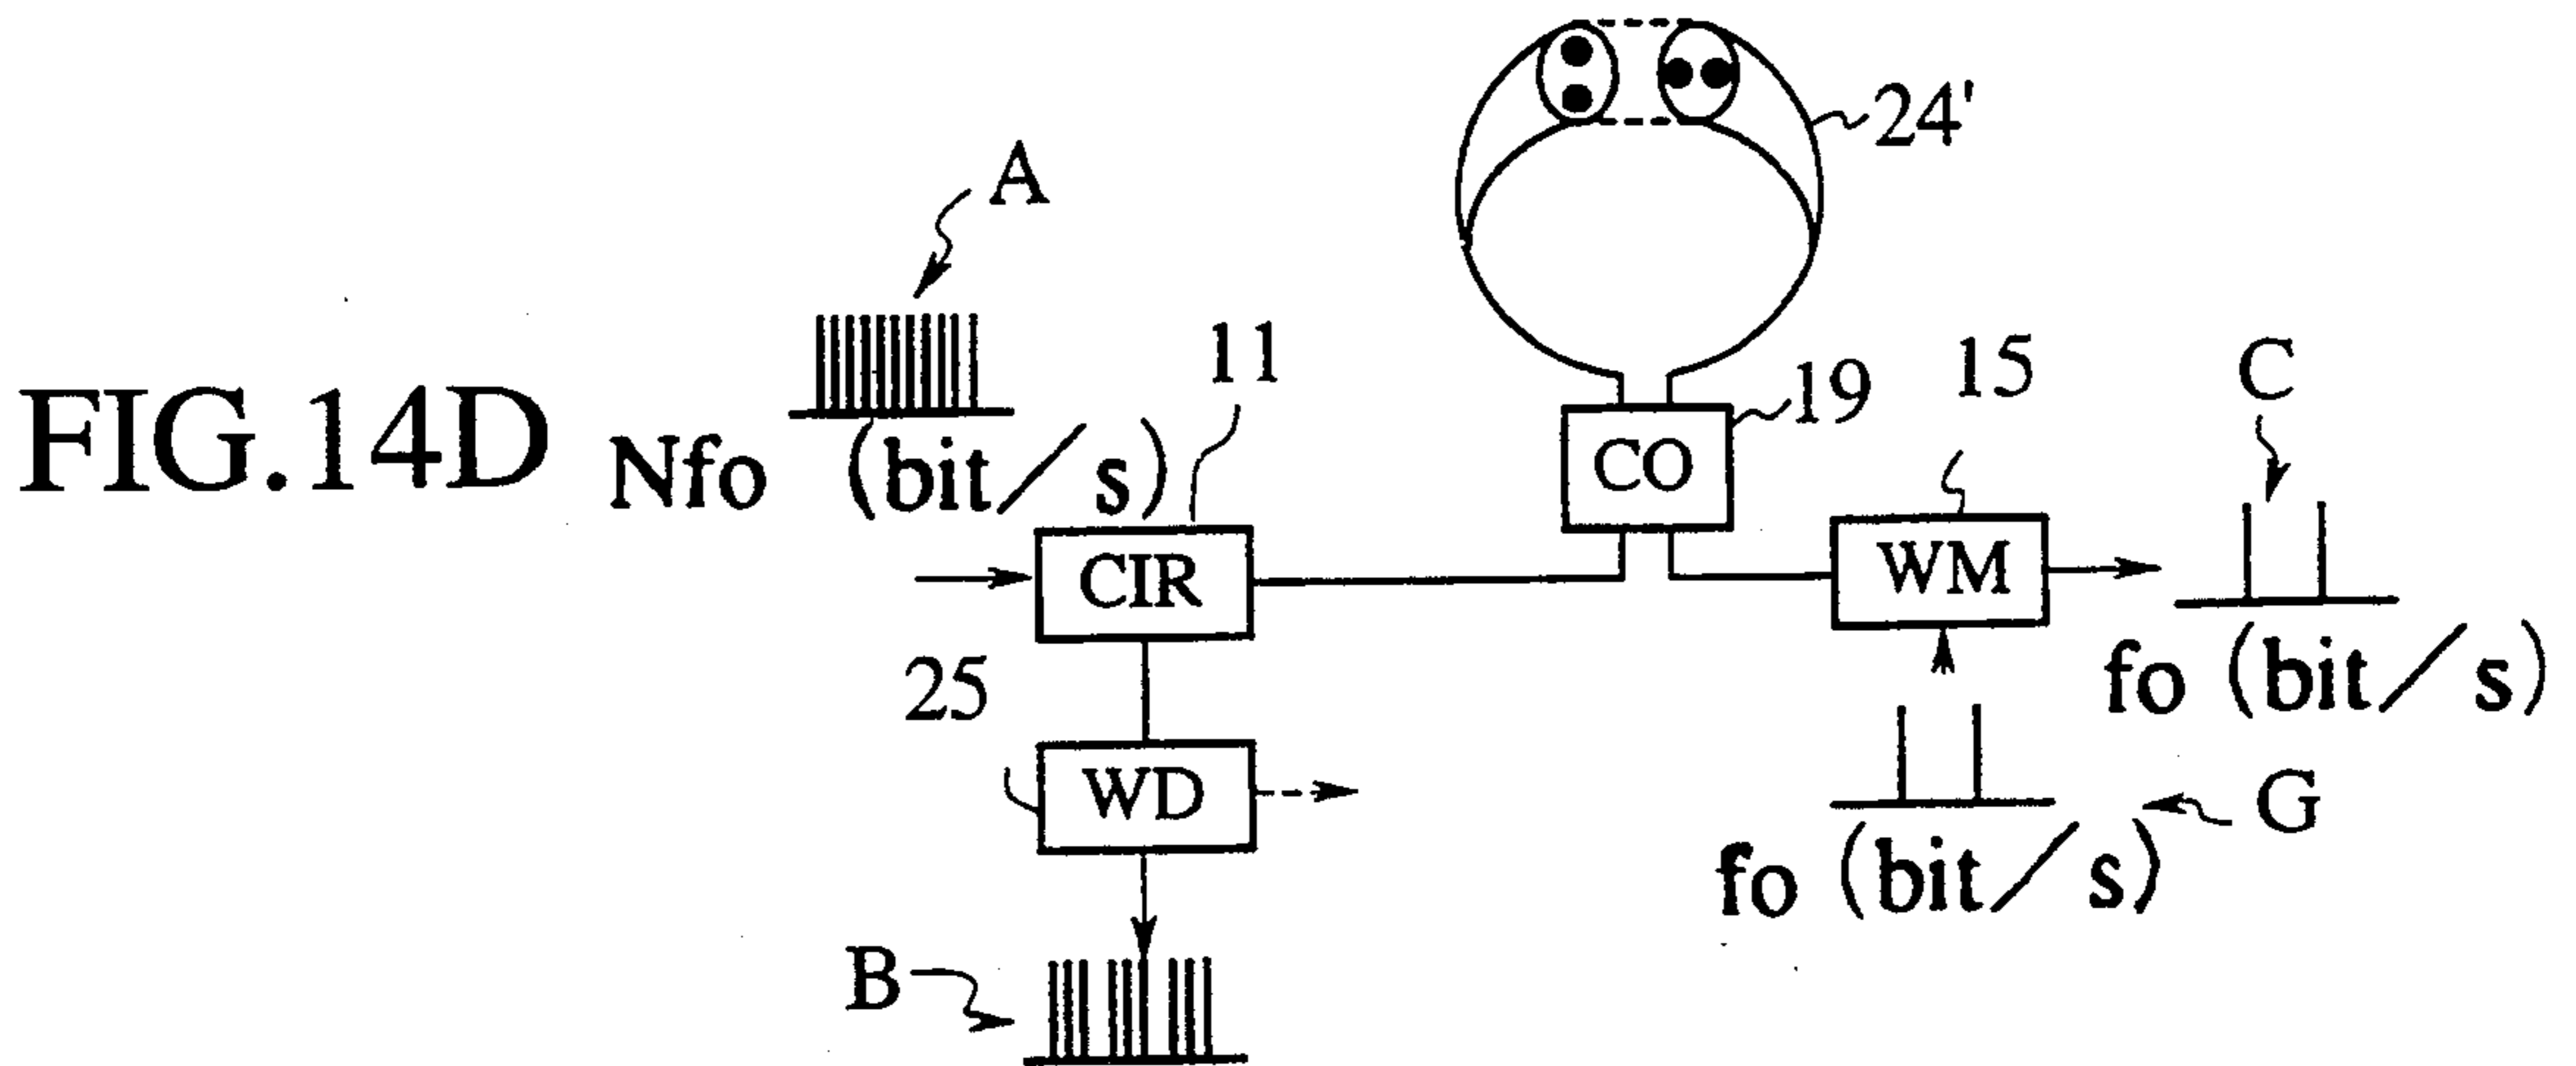 FIG.14D
A
Nfo (bit/s)
11
CIR
24'
19
CO
15
WM
C
fo (bit/s)
25
WD
G
fo (bit/s)
B